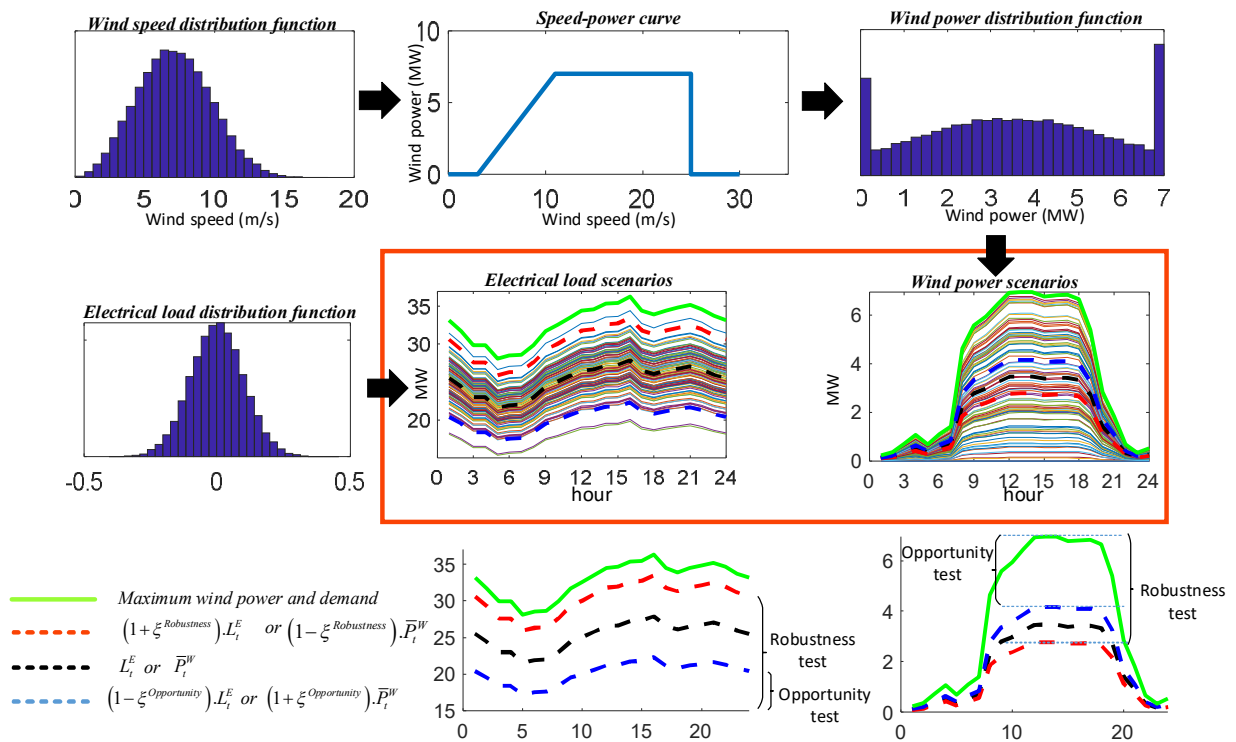 Wind speed distribution function
Speed-power curve
Wind power distribution function
10
5
0
Wind power (MW)
0 5 10 15 20
Wind speed (m/s)
0 10 20 30
Wind speed (m/s)
0 1 2 3 4 5 6 7
Wind power (MW)
Electrical load distribution function
-0.5 0 0.5
Electrical load scenarios
35
30
20
MW
0 3 6 9 12 15 18 21 24
hour
Wind power scenarios
6
4
2
0
MW
0 3 6 9 12 15 18 21 24
hour
Maximum wind power and demand
(1+ξ^{Robustness}).L_t^E or (1−ξ^{Robustness}).P̅_t^W
L_t^E or P̅_t^W
(1−ξ^{Opportunity}).L_t^E or (1+ξ^{Opportunity}).P̅_t^W
35
30
25
20
15
0 5 10 15 20
Robustness
test
Opportunity
test
6
4
2
0
10 20
Opportunity
test
Robustness
test